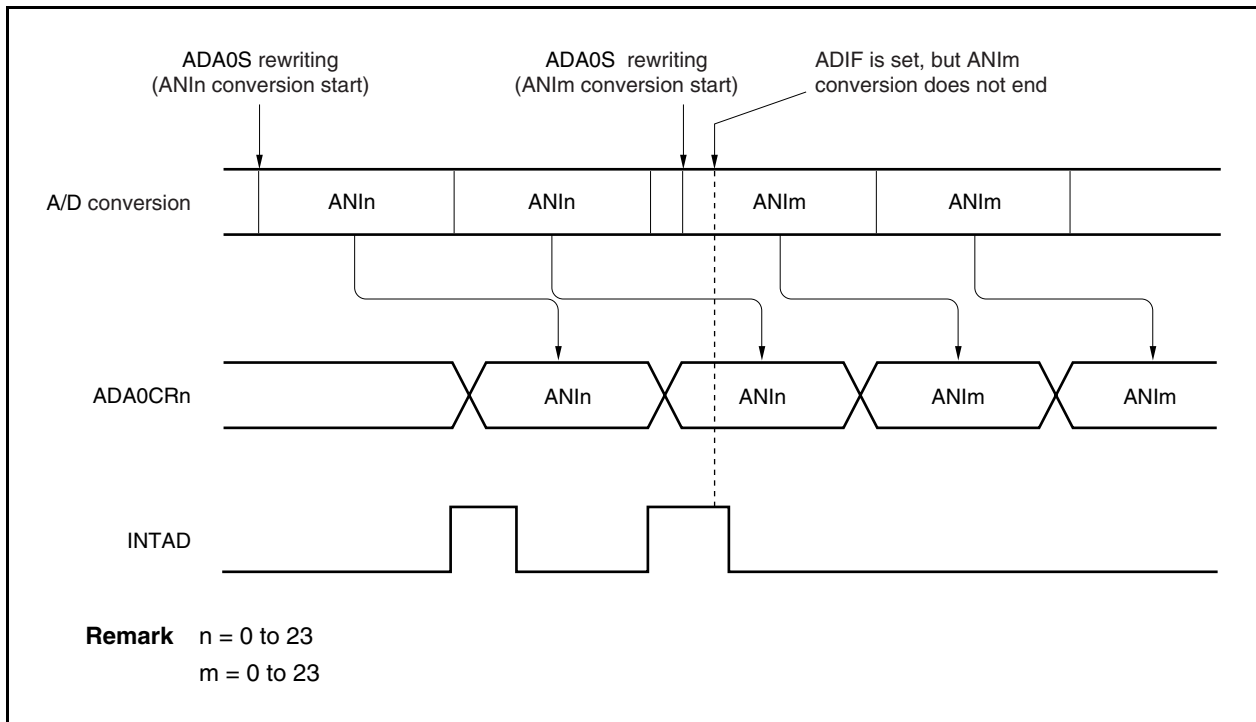 ADA0S rewriting
(ANIn conversion start)
ADA0S rewriting
(ANIm conversion start)
ADIF is set, but ANIm
conversion does not end
A/D conversion
ANIn
ANIn
ANIm
ANIm
ADA0CRn
ANIn
ANIn
ANIm
ANIm
INTAD
Remark n = 0 to 23
m = 0 to 23